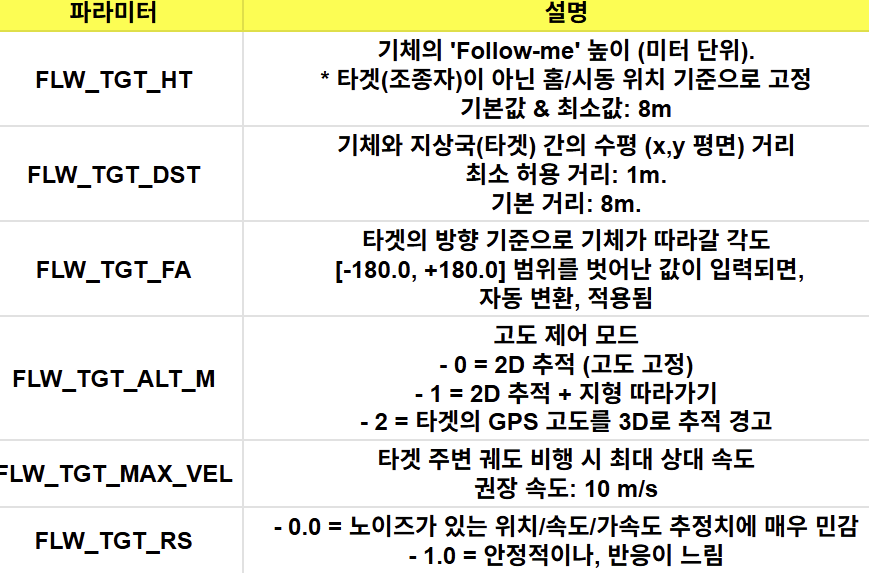 파라미터
설명
FLW_TGT_HT
기체의 'Follow-me' 높이 (미터 단위).
* 타겟(조종자)이 아닌 홈/시동 위치 기준으로 고정
기본값 & 최소값: 8m
FLW_TGT_DST
기체와 지상국(타겟) 간의 수평 (x,y 평면) 거리
최소 허용 거리: 1m.
기본 거리: 8m.
FLW_TGT_FA
타겟의 방향 기준으로 기체가 따라갈 각도
[-180.0, +180.0] 범위를 벗어난 값이 입력되면,
자동 변환, 적용됨
FLW_TGT_ALT_M
고도 제어 모드
- 0 = 2D 추적 (고도 고정)
- 1 = 2D 추적 + 지형 따라가기
- 2 = 타겟의 GPS 고도를 3D로 추적 경고
FLW_TGT_MAX_VEL
타겟 주변 궤도 비행 시 최대 상대 속도
권장 속도: 10 m/s
FLW_TGT_RS
- 0.0 = 노이즈가 있는 위치/속도/가속도 추정치에 매우 민감
- 1.0 = 안정적이나, 반응이 느림